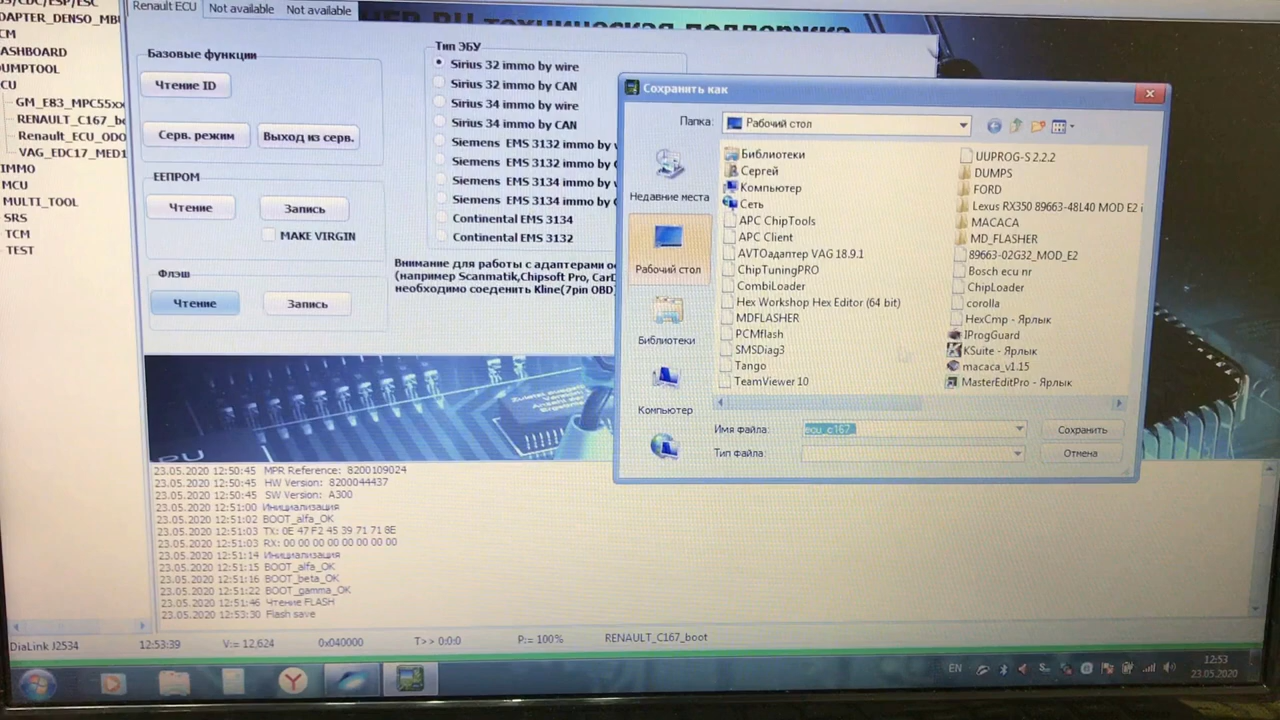 Renault ECU
Not available
Not available
техническая поддержка
DAPTER_DENSO_MB
ASHBOARD
UMPTOOL
CU
GM_E83_MPC55xx
RENAULT_C167_bo
Renault_ECU_ODO
VAG_EDC17_MED1
IMMO
MCU
MULTI_TOOL
SRS
TCM
TEST
Базовые функции
Чтение ID
Серв. режим
Выход из серв.
ЕЕПРОМ
Чтение
Запись
MAKE VIRGIN
Флэш
Чтение
Запись
Тип ЭБУ
Sirius 32 immo by wire
Sirius 32 immo by CAN
Sirius 34 immo by wire
Sirius 34 immo by CAN
Siemens EMS 3132 immo by
Siemens EMS 3132 immo by
Siemens EMS 3134 immo by
Siemens EMS 3134 immo by
Continental EMS 3134
Continental EMS 3132
Внимание для работы с адаптерами
(например Scanmatik,Chipsoft Pro,
необходимо соеденить Kline(7pin OBD)
Сохранить как
Папка:
Рабочий стол
Недавние места
Рабочий стол
Библиотеки
Компьютер
Библиотеки
Сергей
Компьютер
Сеть
APC ChipTools
APC Client
AVTOадаптер VAG 18.9.1
ChipTuningPRO
CombiLoader
Hex Workshop Hex Editor (64 bit)
MDFLASHER
PCMflash
SMSDiag3
Tango
TeamViewer 10
UUPROG-S 2.2.2
DUMPS
FORD
Lexus RX350 89663-48L40 MOD E2 i
MACACA
MD_FLASHER
89663-02G32_MOD_E2
Bosch ecu nr
ChipLoader
corolla
HexCmp - Ярлык
IProgGuard
KSuite - Ярлык
macaca_v1.15
MasterEditPro - Ярлык
Имя файла:
ecu_c167_
Сохранить
Тип файла:
Отмена
23.05.2020 12:50:45 MPR Reference: 8200109024
23.05.2020 12:50:45 HW Version: 8200044437
23.05.2020 12:50:45 SW Version: A300
23.05.2020 12:51:00 Инициализация
23.05.2020 12:51:02 BOOT_alfa_OK
23.05.2020 12:51:03 TX: 0E 47 F2 45 39 71 71 8E
23.05.2020 12:51:03 RX: 00 00 00 00 00 00 00 00
23.05.2020 12:51:14 Инициализация
23.05.2020 12:51:15 BOOT_alfa_OK
23.05.2020 12:51:16 BOOT_beta_OK
23.05.2020 12:51:22 BOOT_gamma_OK
23.05.2020 12:51:46 Чтение FLASH
23.05.2020 12:53:30 Flash save
DiaLink J2534
12:53:39
V:= 12,624
0x040000
T>> 0:0:0
P:= 100%
RENAULT_C167_boot
EN
12:53
23.05.2020